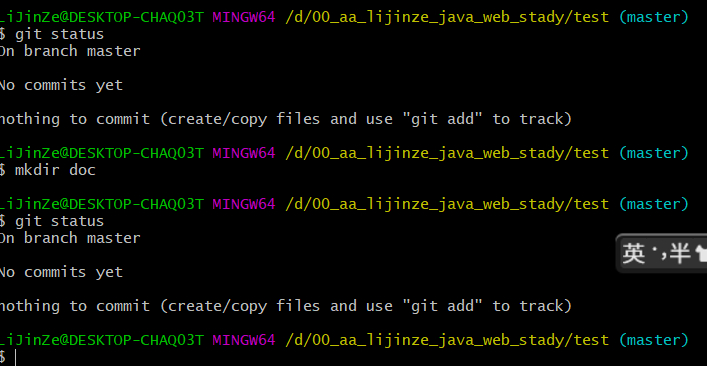 LiJinZe@DESKTOP-CHAQ03T MINGW64 /d/00_aa_lijinze_java_web_stady/test (master)
$ git status
On branch master
No commits yet
nothing to commit (create/copy files and use "git add" to track)
LiJinZe@DESKTOP-CHAQ03T MINGW64 /d/00_aa_lijinze_java_web_stady/test (master)
$ mkdir doc
LiJinZe@DESKTOP-CHAQ03T MINGW64 /d/00_aa_lijinze_java_web_stady/test (master)
$ git status
On branch master
英 ·, 半
No commits yet
nothing to commit (create/copy files and use "git add" to track)
LiJinZe@DESKTOP-CHAQ03T MINGW64 /d/00_aa_lijinze_java_web_stady/test (master)
$